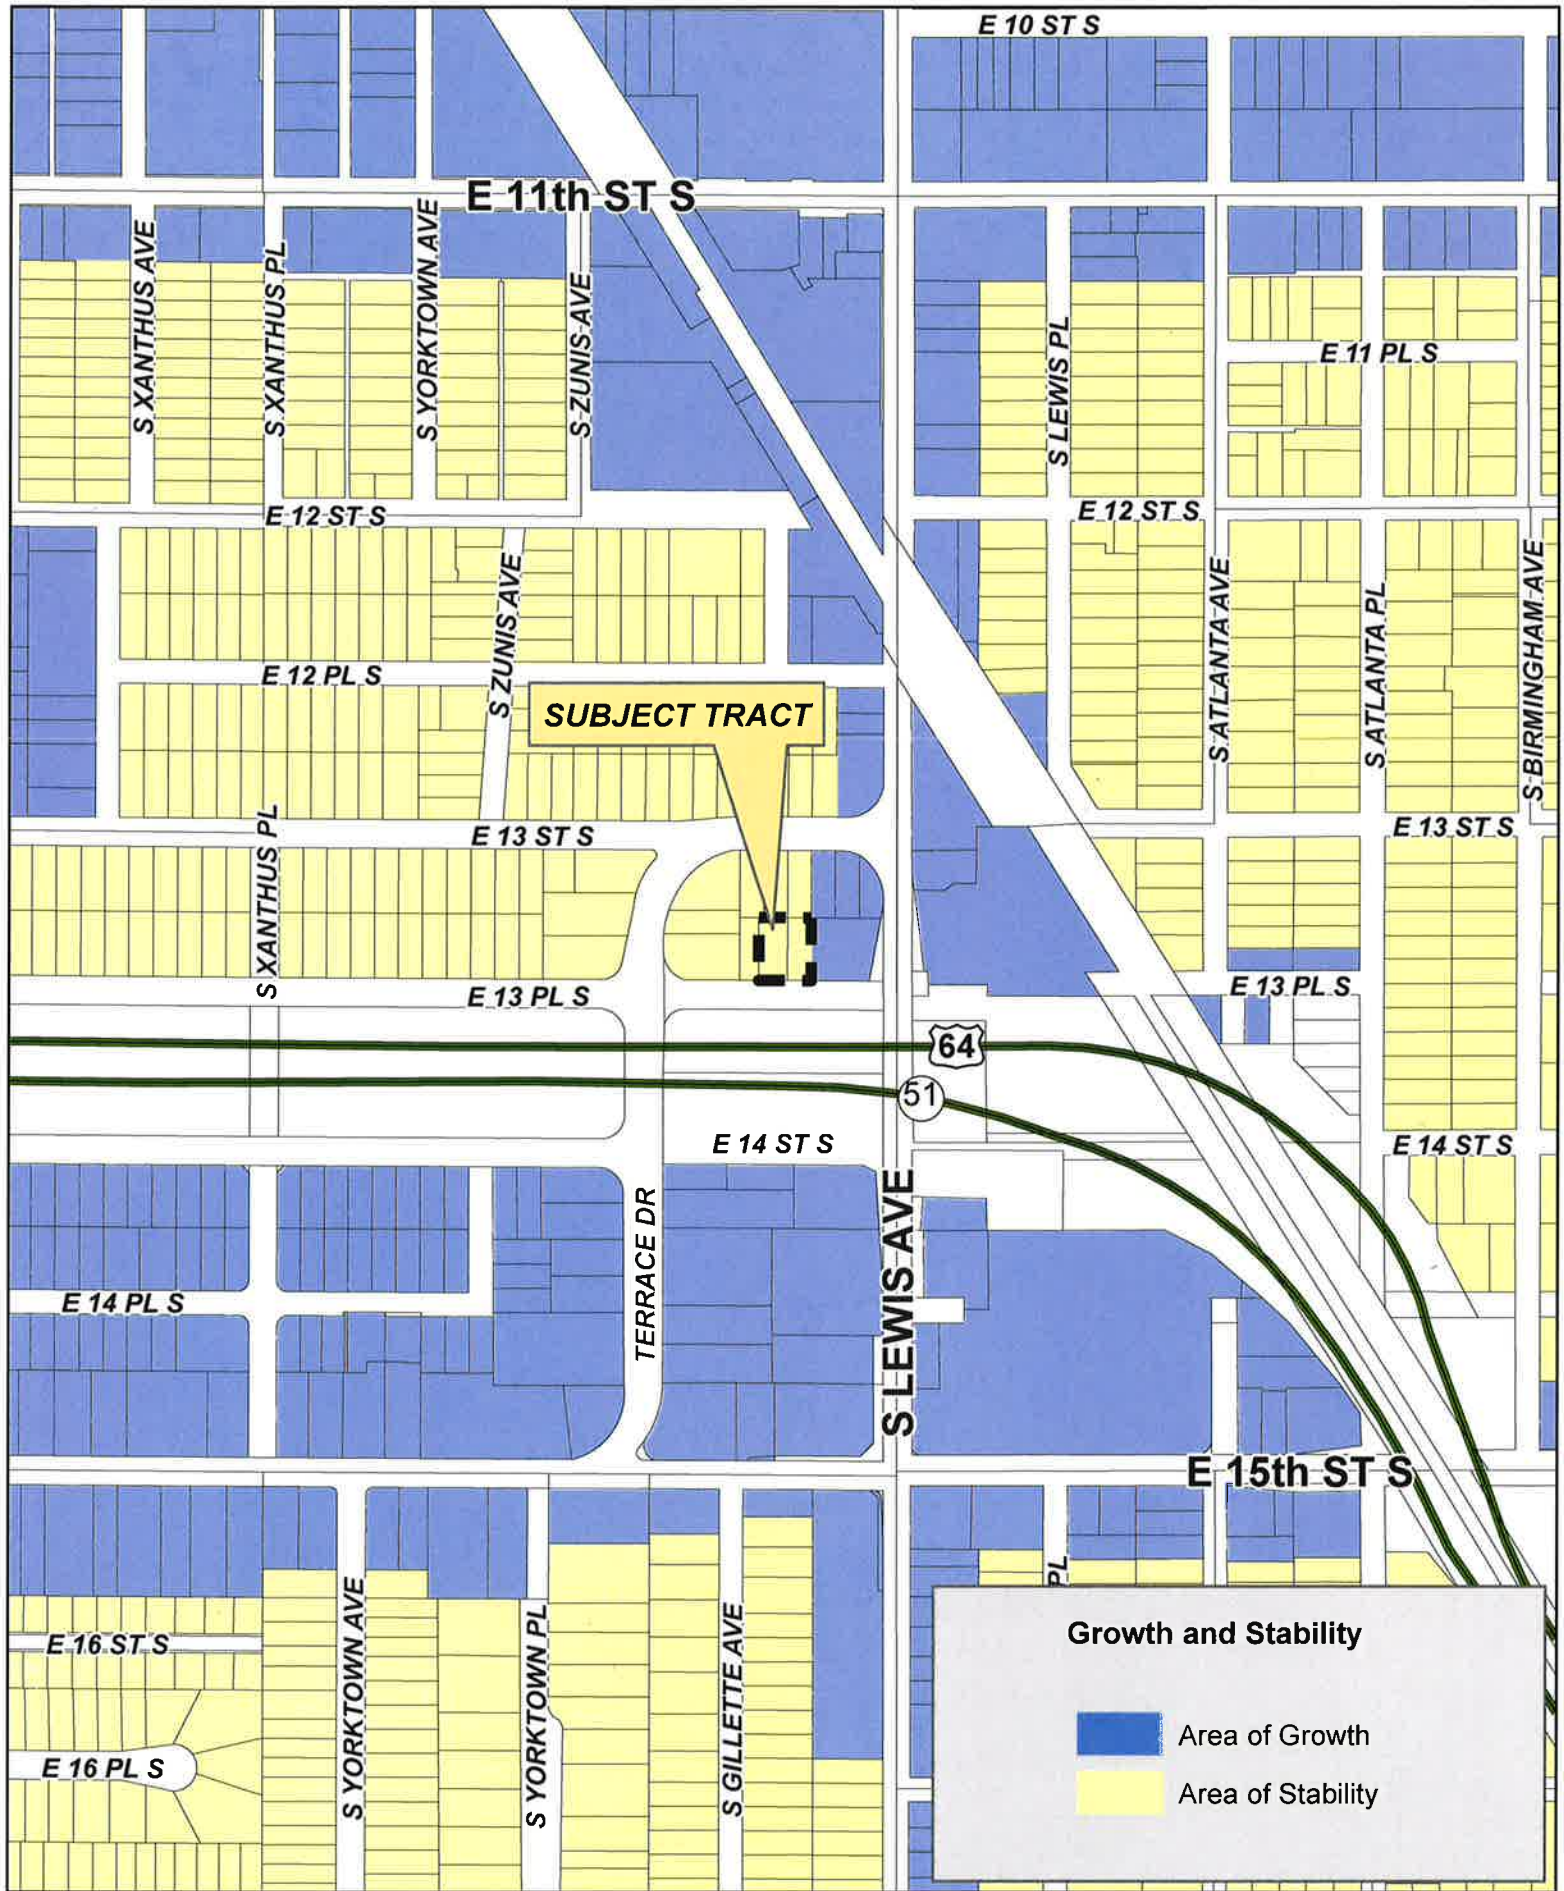 E 10 ST S
E 11th ST S
S XANTHUS AVE
S XANTHUS PL
S YORKTOWN AVE
S ZUNIS AVE
S LEWIS PL
E 11 PL S
E 12 ST S
E 12 ST S
S ZUNIS AVE
S ATLANTA AVE
S ATLANTA PL
S BIRMINGHAM AVE
E 12 PL S
SUBJECT TRACT
E 13 ST S
E 13 ST S
S XANTHUS PL
E 13 PL S
E 13 PL S
64
51
E 14 ST S
E 14 ST S
TERRACE DR
S LEWIS AVE
E 14 PL S
E 15th ST S
PL
E 16 ST S
S YORKTOWN AVE
S YORKTOWN PL
S GILLETTE AVE
E 16 PL S
Growth and Stability
Area of Growth
Area of Stability